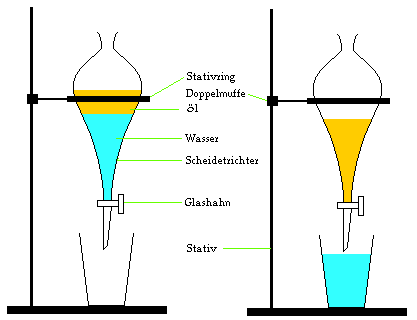 Stativring
Doppelmuffe
Öl
Wasser
Scheidetrichter
Glashahn
Stativ